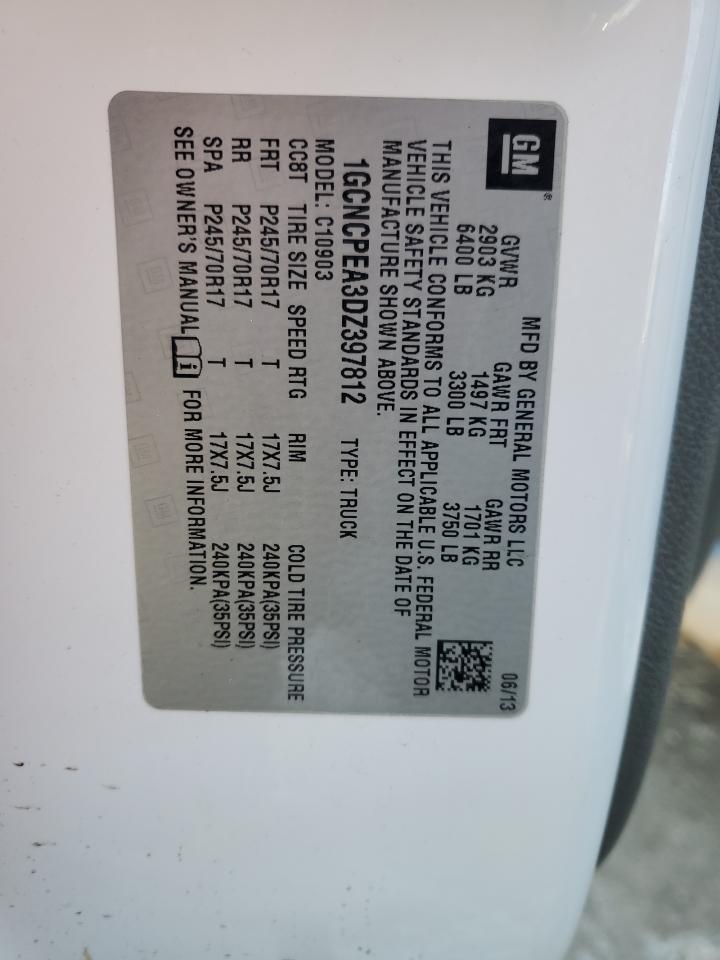 GM®
MFD BY GENERAL MOTORS LLC 06/13
GVWR GAWR FRT GAWR RR
2903 KG 1497 KG 1701 KG
6400 LB 3300 LB 3750 LB
THIS VEHICLE CONFORMS TO ALL APPLICABLE U.S. FEDERAL MOTOR
VEHICLE SAFETY STANDARDS IN EFFECT ON THE DATE OF
MANUFACTURE SHOWN ABOVE.
1GCNCPEA3DZ397812 TYPE: TRUCK
MODEL: C10903
CC8T TIRE SIZE SPEED RTG RIM COLD TIRE PRESSURE
FRT P245/70R17 T 17X7.5J 240KPA(35PSI)
RR P245/70R17 T 17X7.5J 240KPA(35PSI)
SPA P245/70R17 T 17X7.5J 240KPA(35PSI)
SEE OWNER'S MANUAL i FOR MORE INFORMATION.